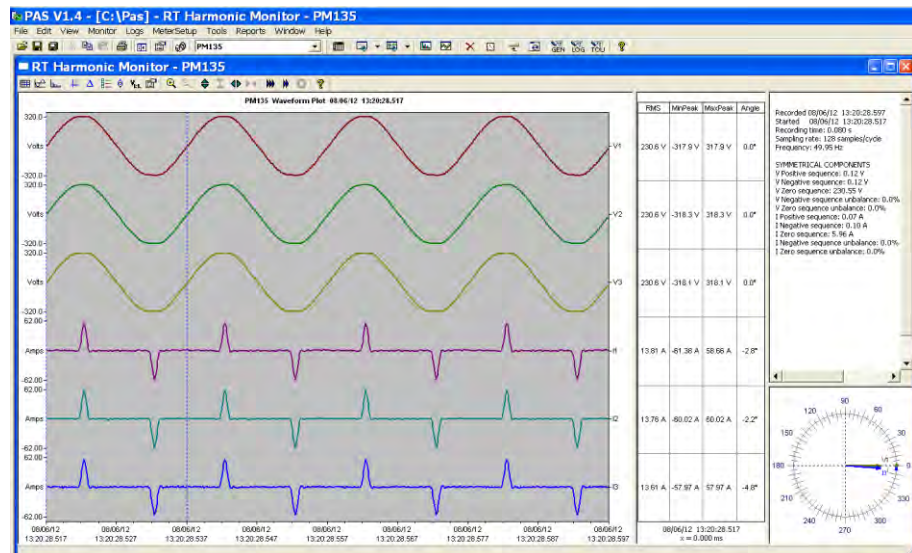 PAS V1.4 - [C:\Pas] - RT Harmonic Monitor - PM135
File Edit View Monitor Logs MeterSetup Tools Reports Window Help
PM135
GEN LOG TOU
RT Harmonic Monitor - PM135
PM135 Waveform Plot 08/06/12 13:20:28.517
320.0
Volts
-320.0
V1
320.0
Volts
-320.0
V2
320.0
Volts
-320.0
V3
62.00
Amps
-62.00
I1
62.00
Amps
-62.00
I2
62.00
Amps
-62.00
I3
08/06/12 08/06/12 08/06/12 08/06/12 08/06/12 08/06/12 08/06/12 08/06/12 08/06/12
13:20:28.517 13:20:28.527 13:20:28.537 13:20:28.547 13:20:28.557 13:20:28.567 13:20:28.577 13:20:28.587 13:20:28.597
RMS MinPeak MaxPeak Angle
230.6 V -317.9 V 317.9 V 0.0°
230.6 V -318.3 V 318.3 V 0.0°
230.6 V -318.1 V 318.1 V 0.0°
13.81 A -61.38 A 58.66 A -2.8°
13.76 A -60.02 A 60.02 A -2.2°
13.61 A -57.97 A 57.97 A -4.8°
08/06/12 13:20:28.517
x = 0.000 ms
Recorded 08/06/12 13:20:28.597
Started 08/06/12 13:20:28.517
Recording time: 0.080 s
Sampling rate: 128 samples/cycle
Frequency: 49.95 Hz
SYMMETRICAL COMPONENTS
V Positive sequence: 0.12 V
V Negative sequence: 0.12 V
V Zero sequence: 230.55 V
V Negative sequence unbalance: 0.0%
V Zero sequence unbalance: 0.0%
I Positive sequence: 0.07 A
I Negative sequence: 0.10 A
I Zero sequence: 5.96 A
I Negative sequence unbalance: 0.0%
I Zero sequence unbalance: 0.0%
90
120 60
150 30
180 0
210
240 300
270